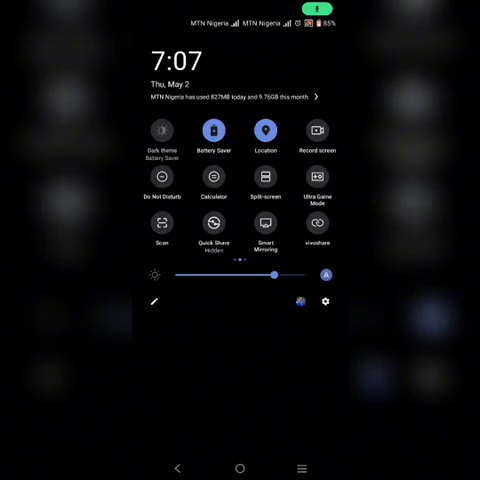 MTN Nigeria MTN Nigeria 85%
7:07
Thu, May 2
MTN Nigeria has used 827MB today and 9.76GB this month
Dark theme Battery Saver Location Record screen
Battery Saver
Do Not Disturb Calculator Split-screen Ultra Game
Mode
Scan Quick Share Smart vivoshare
Hidden Mirroring
A